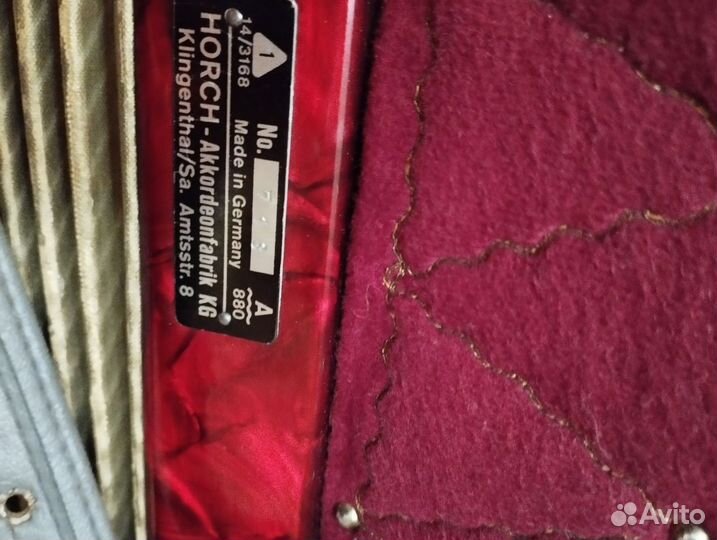 1
14/3168
No. A
Made in Germany 880
HORCH-Akkordeonfabrik KG
Klingenthal/Sa. Amtsstr. 8
Avito